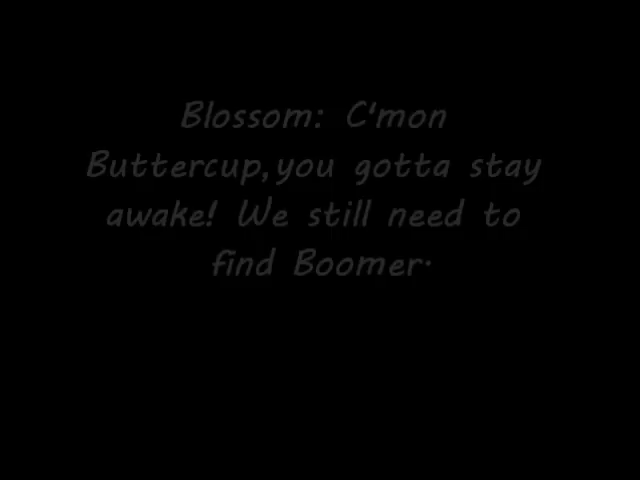 Blossom: C'mon
Buttercup,you gotta stay
awake! We still need to
find Boomer.